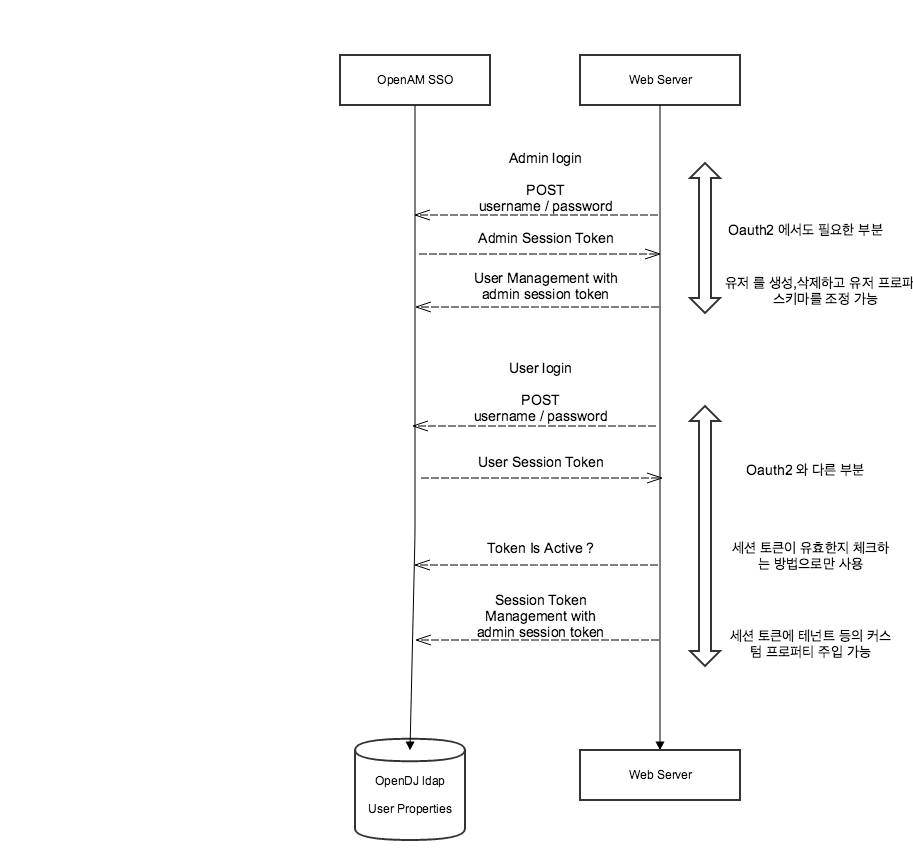 OpenAM SSO
Web Server
Admin login
POST
username / password
Admin Session Token
User Management with
admin session token
Oauth2 에서도 필요한 부분
유저 를 생성,삭제하고 유저 프로파
스키마를 조정 가능
User login
POST
username / password
User Session Token
Token Is Active ?
Session Token
Management with
admin session token
Oauth2 와 다른 부분
세션 토큰이 유효한지 체크하
는 방법으로만 사용
세션 토큰에 테넌트 등의 커스
텀 프로퍼티 주입 가능
OpenDJ ldap
User Properties
Web Server